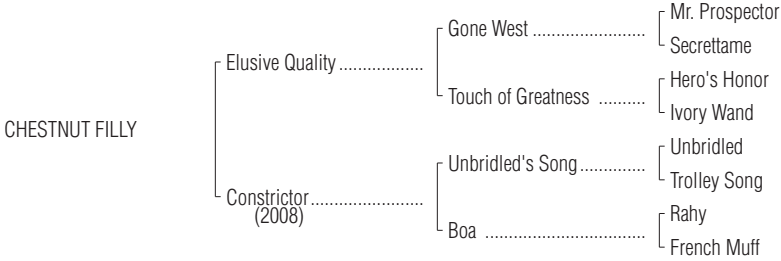 Mr. Prospector
Gone West ........................
Secrettame
Elusive Quality ..................
Hero's Honor
Touch of Greatness ..........
Ivory Wand
CHESTNUT FILLY
Unbridled
Unbridled's Song ..............
Trolley Song
Constrictor ........................
(2008)
Rahy
Boa ..................................
French Muff